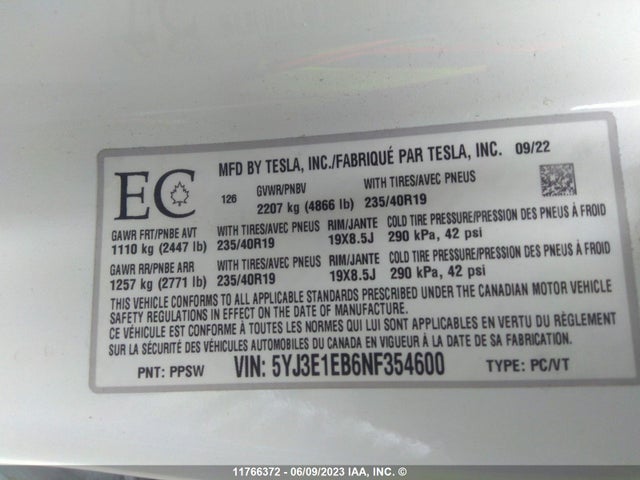 MFD BY TESLA, INC./FABRIQUÉ PAR TESLA, INC. 09/22
EC 126 GVWR/PNBV WITH TIRES/AVEC PNEUS
2207 kg (4866 lb) 235/40R19
GAWR FRT/PNBE AVT WITH TIRES/AVEC PNEUS RIM/JANTE COLD TIRE PRESSURE/PRESSION DES PNEUS À FROID
1110 kg (2447 lb) 235/40R19 19X8.5J 290 kPa, 42 psi
GAWR RR/PNBE ARR WITH TIRES/AVEC PNEUS RIM/JANTE COLD TIRE PRESSURE/PRESSION DES PNEUS À FROID
1257 kg (2771 lb) 235/40R19 19X8.5J 290 kPa, 42 psi
THIS VEHICLE CONFORMS TO ALL APPLICABLE STANDARDS PRESCRIBED UNDER THE CANADIAN MOTOR VEHICLE
SAFETY REGULATIONS IN EFFECT ON THE DATE OF MANUFACTURE.
CE VÉHICULE EST CONFORME À TOUTES LES NORMES QUI LUI SONT APPLICABLES EN VERTU DU RÈGLEMENT
SUR LA SÉCURITÉ DES VÉHICULES AUTOMOBILES DU CANADA EN VIGUEUR À LA DATE DE SA FABRICATION.
PNT: PPSW VIN: 5YJ3E1EB6NF354600 TYPE: PC/VT
11766372 - 06/09/2023 IAA, INC. ©